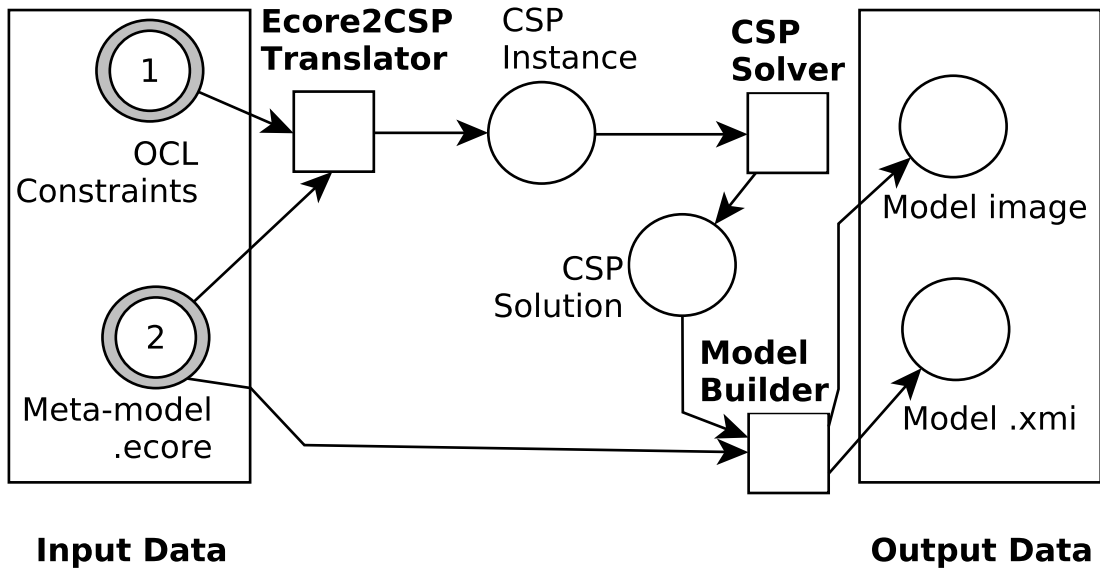 1
OCL
Constraints
2
Meta-model
.ecore
Input Data
Ecore2CSP
Translator
CSP
Instance
CSP
Solver
CSP
Solution
Model
Builder
Model image
Model .xmi
Output Data